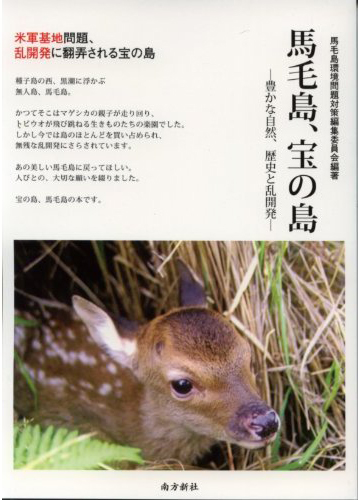 馬毛島環境問題対策編集委員会編著
馬毛島、宝の島
―豊かな自然、歴史と乱開発―
米軍基地問題、
乱開発に翻弄される宝の島
種子島の西、黒潮に浮かぶ
無人島、馬毛島。
かつてそこはマゲシカの親子が走り回り、
トビウオが飛び跳ねる生きものたちの楽園でした。
しかし今では島のほとんどを買い占められ、
無残な乱開発にさらされています。
あの美しい馬毛島に戻ってほしい。
人びとの、大切な願いを綴りました。
宝の島、馬毛島の本です。
南方新社